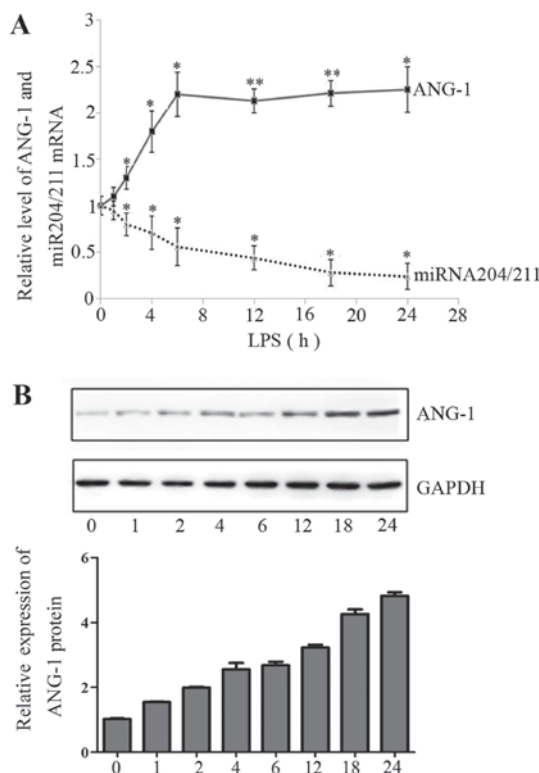 A
Relative level of ANG-1 and
miR204/211 mRNA
3
2.5
2
1.5
1
0.5
0
* * * * ** ** *
ANG-1
* * * * * *
miRNA204/211
0 4 8 12 16 20 24 28
LPS ( h )
B
ANG-1
GAPDH
0 1 2 4 6 12 18 24
Relative expression of
ANG-1 protein
6
4
2
0
0 1 2 4 6 12 18 24